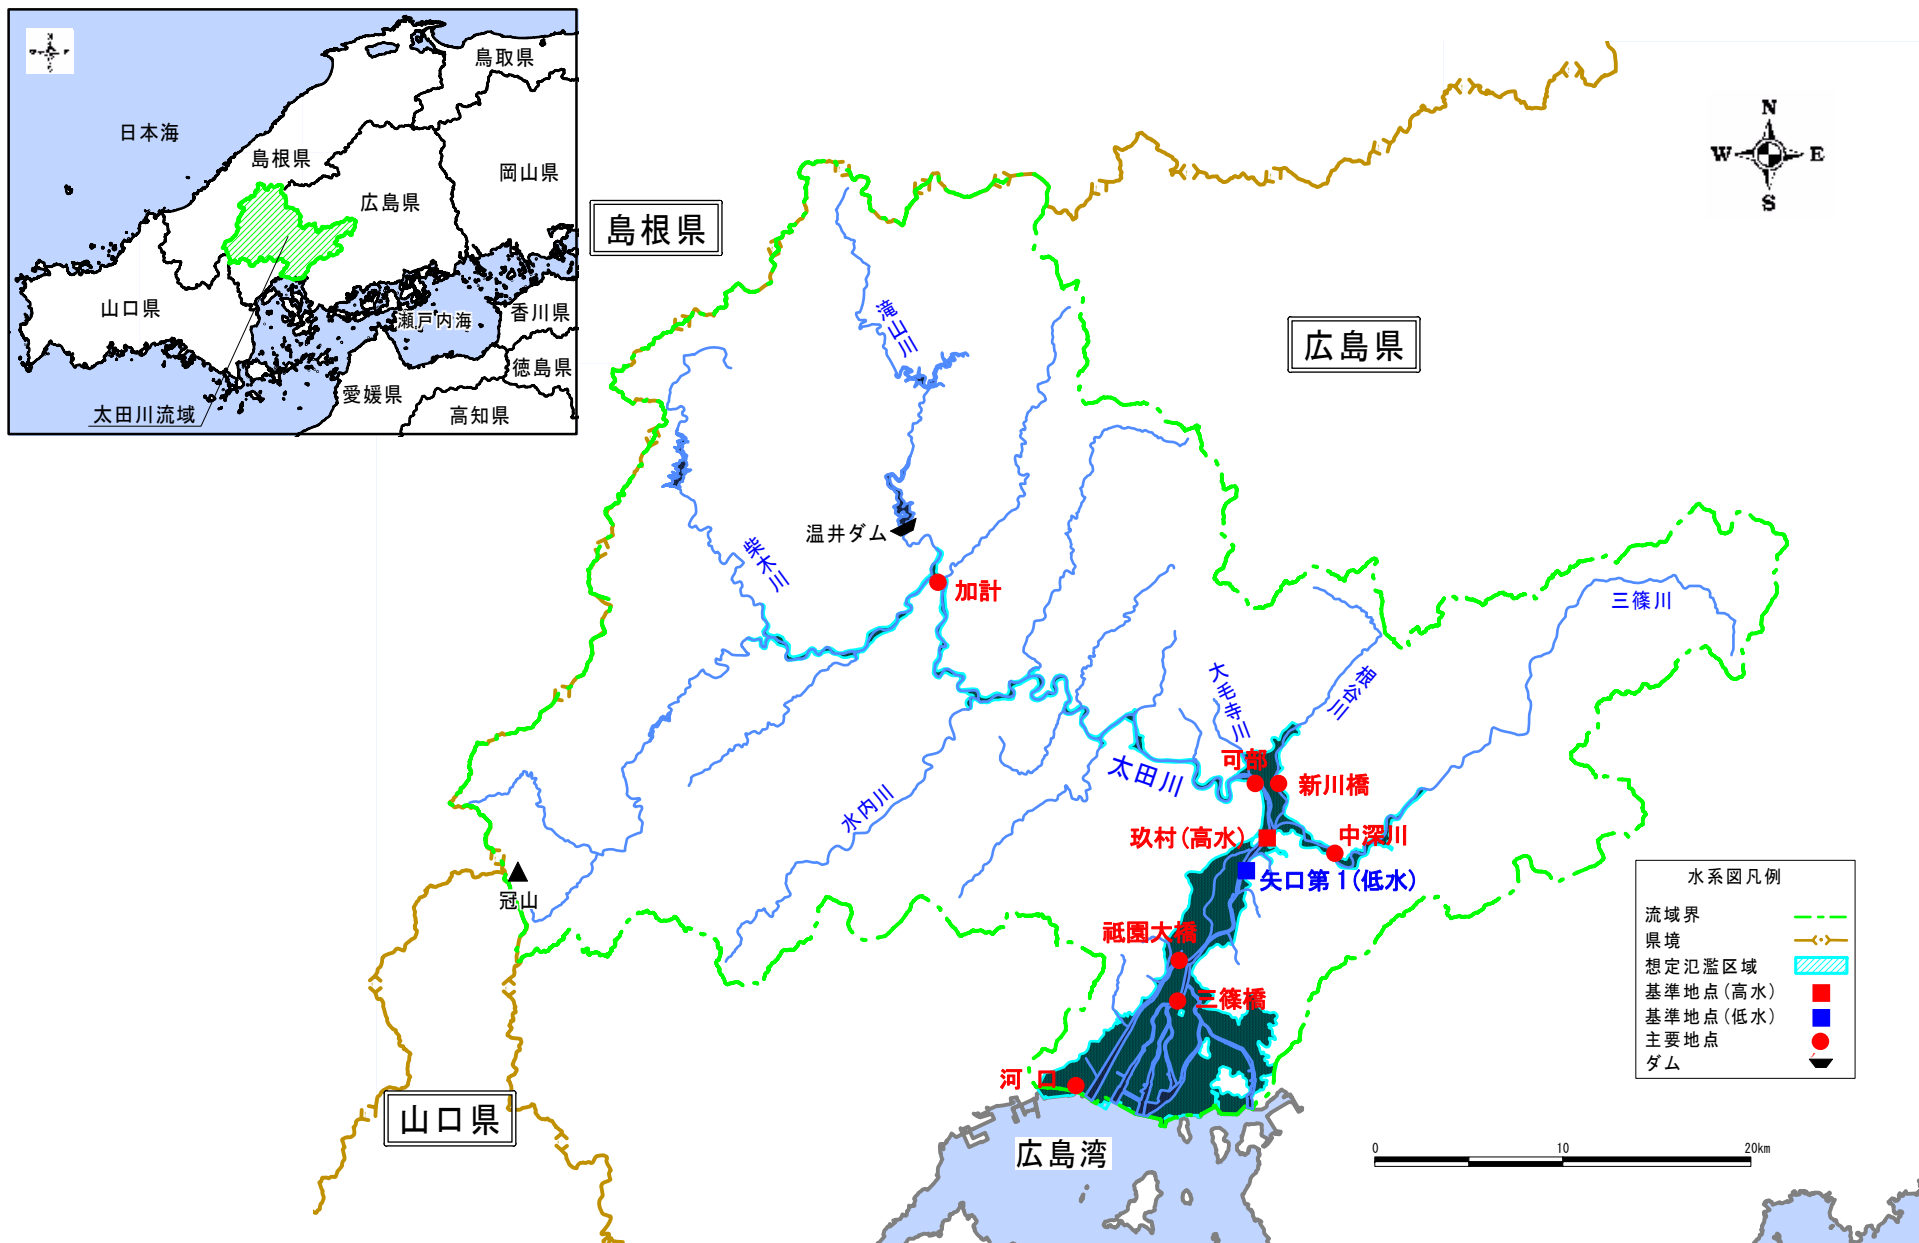 鳥取県
日本海
島根県
岡山県
広島県
山口県
香川県
瀬戸内海
徳島県
愛媛県
太田川流域
高知県
N
W
E
S
島根県
広島県
滝山川
温井ダム
柴木川
加計
三篠川
大毛寺川
根谷川
可部
太田川
新川橋
水内川
玖村(高水)
中深川
矢口第1(低水)
冠山
祗園大橋
三篠橋
河口
山口県
広島湾
水系図凡例
流域界
県境
想定氾濫区域
基準地点(高水)
基準地点(低水)
主要地点
ダム
0 10 20km